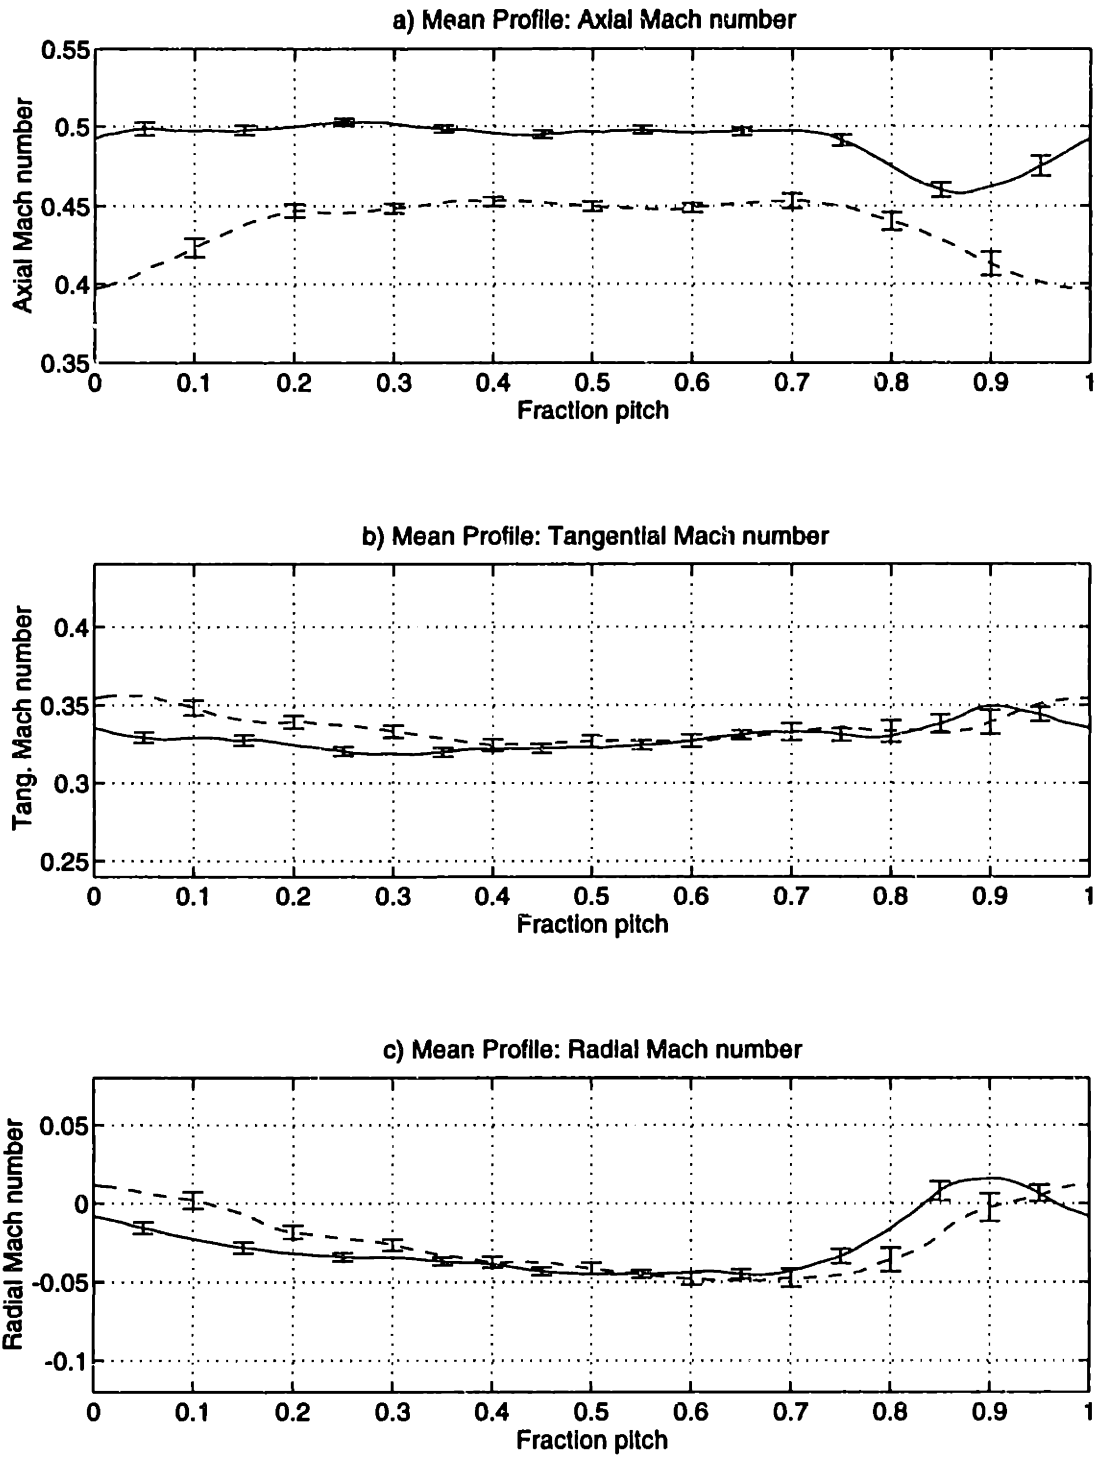 a) Mean Profile: Axial Mach number
0.55
0.5
0.45
0.4
0.35
Axial Mach number
0 0.1 0.2 0.3 0.4 0.5 0.6 0.7 0.8 0.9 1
Fraction pitch
b) Mean Profile: Tangential Mach number
0.4
0.35
0.3
0.25
Tang. Mach number
0 0.1 0.2 0.3 0.4 0.5 0.6 0.7 0.8 0.9 1
Fraction pitch
c) Mean Profile: Radial Mach number
0.05
0
-0.05
-0.1
Radial Mach number
0 0.1 0.2 0.3 0.4 0.5 0.6 0.7 0.8 0.9 1
Fraction pitch